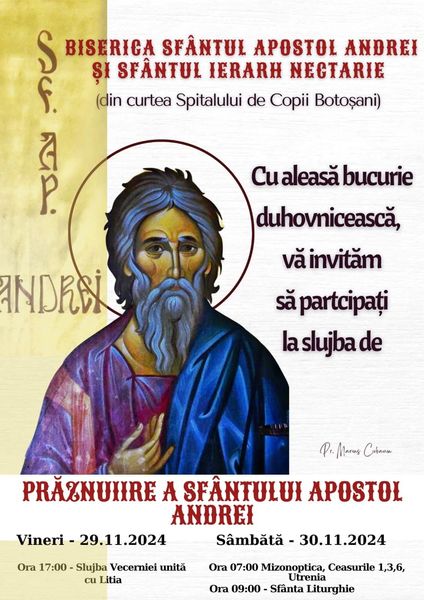 BISERICA SFÂNTUL APOSTOL ANDREI
ȘI SFÂNTUL IERARH NECTARIE
(din curtea Spitalului de Copii Botoșani)
SF. AP.
ANDREI
Cu aleasă bucurie
duhovnicească,
vă invităm
să partcipați
la slujba de
Pr. Marius Ciobanu
PRĂZNUIIRE A SFÂNTULUI APOSTOL
ANDREI
Vineri - 29.11.2024
Ora 17:00 - Slujba Vecerniei unită
cu Litia
Sâmbătă - 30.11.2024
Ora 07:00 Mizonoptica, Ceasurile 1,3,6,
Utrenia
Ora 09:00 - Sfânta Liturghie